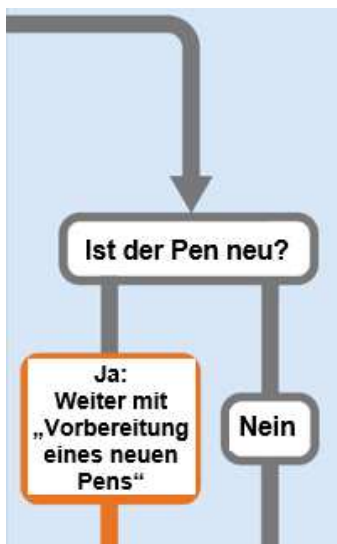 Ist der Pen neu?
Ja:
Weiter mit
„Vorbereitung
eines neuen
Pens“
Nein